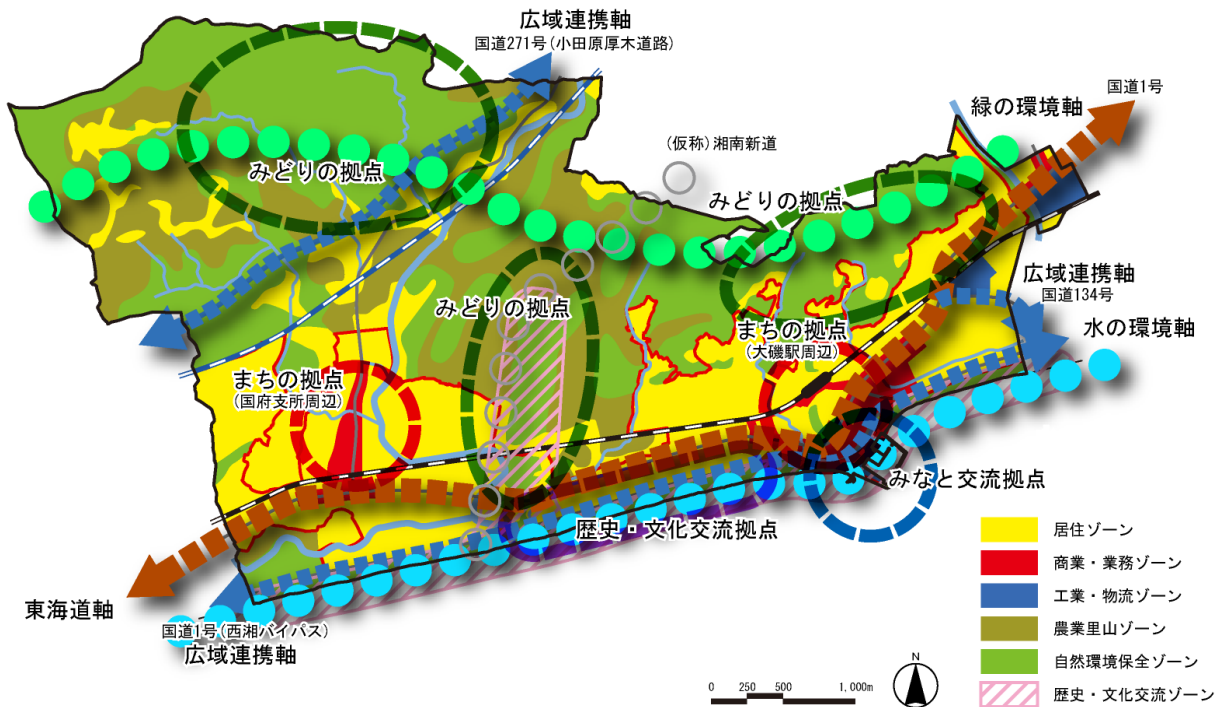 広域連携軸
国道271号(小田原厚木道路)
国道1号
緑の環境軸
(仮称)湘南新道
みどりの拠点
みどりの拠点
広域連携軸
国道134号
みどりの拠点
水の環境軸
まちの拠点
(大磯駅周辺)
まちの拠点
(国府支所周辺)
みなと交流拠点
歴史・文化交流拠点
東海道軸
国道1号(西湘バイパス)
広域連携軸
居住ゾーン
商業・業務ゾーン
工業・物流ゾーン
農業里山ゾーン
自然環境保全ゾーン
歴史・文化交流ゾーン
N
0 250 500 1,000m